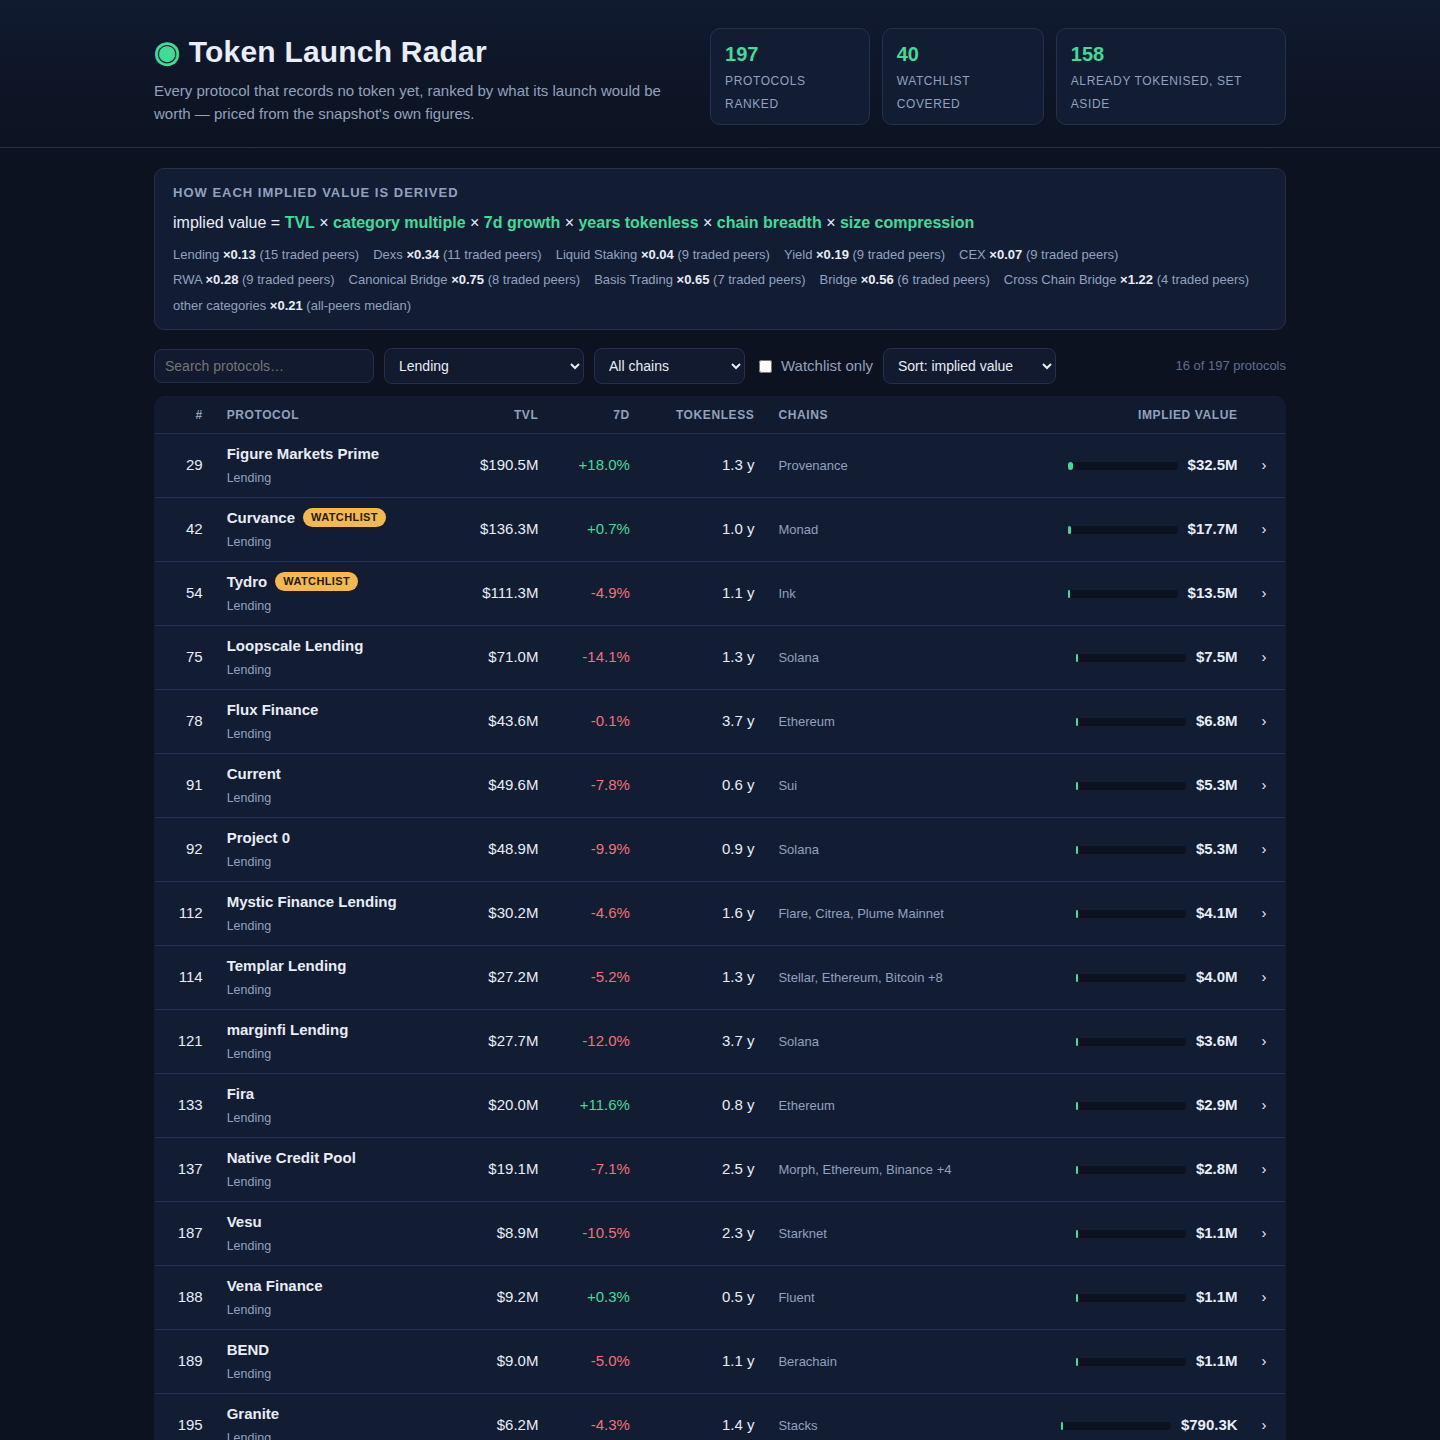 Token Launch Radar
Every protocol that records no token yet, ranked by what its launch would be
worth — priced from the snapshot's own figures.
197
PROTOCOLS
RANKED
40
WATCHLIST
COVERED
158
ALREADY TOKENISED, SET
ASIDE
HOW EACH IMPLIED VALUE IS DERIVED
implied value = TVL × category multiple × 7d growth × years tokenless × chain breadth × size compression
Lending ×0.13 (15 traded peers) Dexs ×0.34 (11 traded peers) Liquid Staking ×0.04 (9 traded peers) Yield ×0.19 (9 traded peers) CEX ×0.07 (9 traded peers)
RWA ×0.28 (9 traded peers) Canonical Bridge ×0.75 (8 traded peers) Basis Trading ×0.65 (7 traded peers) Bridge ×0.56 (6 traded peers) Cross Chain Bridge ×1.22 (4 traded peers)
other categories ×0.21 (all-peers median)
Search protocols… Lending All chains Watchlist only Sort: implied value 16 of 197 protocols
# PROTOCOL TVL 7D TOKENLESS CHAINS IMPLIED VALUE
29 Figure Markets Prime $190.5M +18.0% 1.3 y Provenance $32.5M ›
Lending
42 Curvance WATCHLIST $136.3M +0.7% 1.0 y Monad $17.7M ›
Lending
54 Tydro WATCHLIST $111.3M -4.9% 1.1 y Ink $13.5M ›
Lending
75 Loopscale Lending $71.0M -14.1% 1.3 y Solana $7.5M ›
Lending
78 Flux Finance $43.6M -0.1% 3.7 y Ethereum $6.8M ›
Lending
91 Current $49.6M -7.8% 0.6 y Sui $5.3M ›
Lending
92 Project 0 $48.9M -9.9% 0.9 y Solana $5.3M ›
Lending
112 Mystic Finance Lending $30.2M -4.6% 1.6 y Flare, Citrea, Plume Mainnet $4.1M ›
Lending
114 Templar Lending $27.2M -5.2% 1.3 y Stellar, Ethereum, Bitcoin +8 $4.0M ›
Lending
121 marginfi Lending $27.7M -12.0% 3.7 y Solana $3.6M ›
Lending
133 Fira $20.0M +11.6% 0.8 y Ethereum $2.9M ›
Lending
137 Native Credit Pool $19.1M -7.1% 2.5 y Morph, Ethereum, Binance +4 $2.8M ›
Lending
187 Vesu $8.9M -10.5% 2.3 y Starknet $1.1M ›
Lending
188 Vena Finance $9.2M +0.3% 0.5 y Fluent $1.1M ›
Lending
189 BEND $9.0M -5.0% 1.1 y Berachain $1.1M ›
Lending
195 Granite $6.2M -4.3% 1.4 y Stacks $790.3K ›
Lending